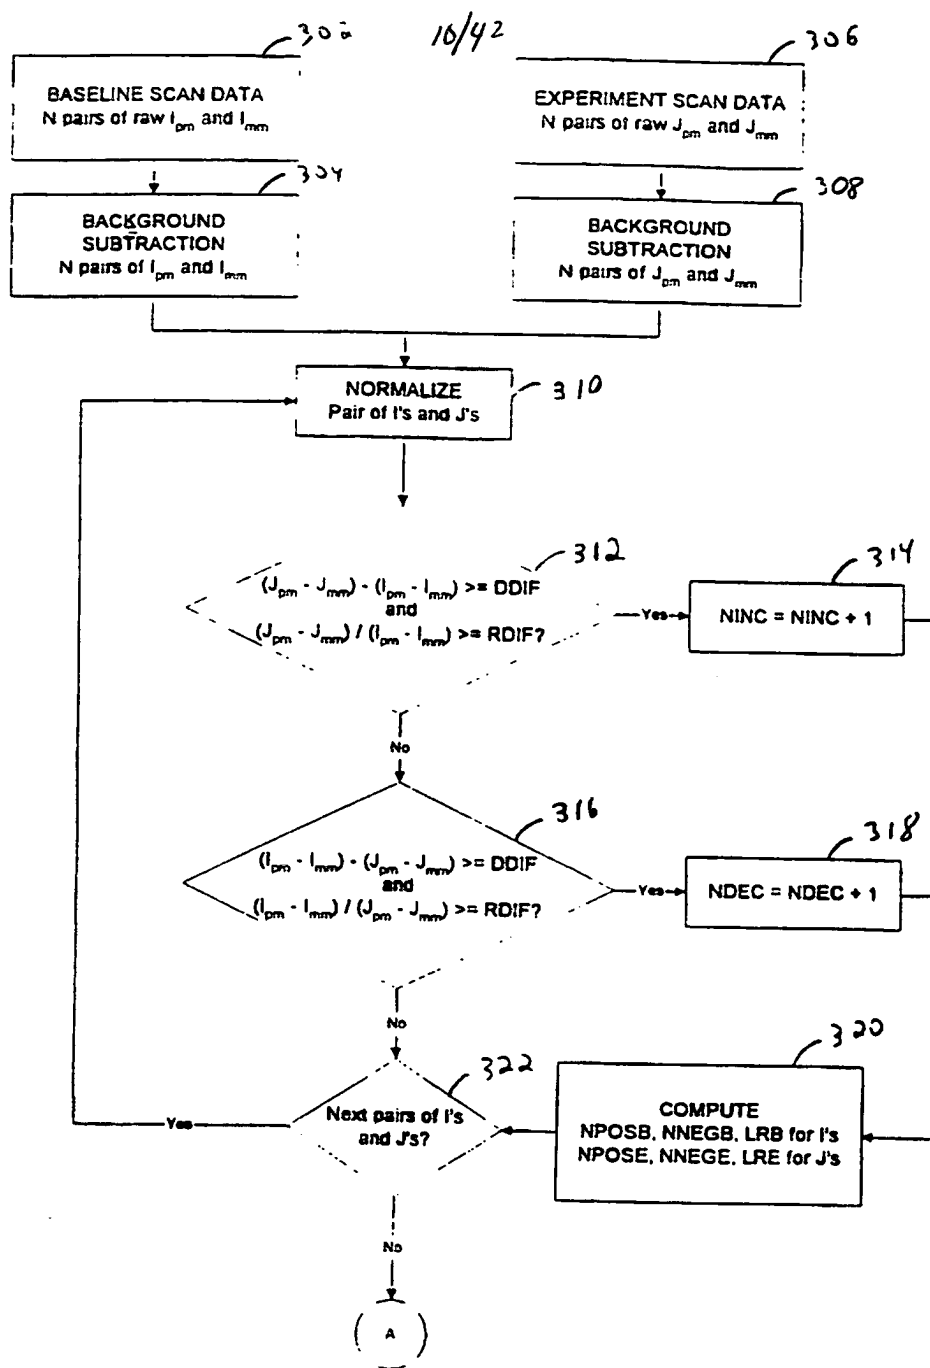 302
10/42
306
BASELINE SCAN DATA
N pairs of raw Ipm and Imm
EXPERIMENT SCAN DATA
N pairs of raw Jpm and Jmm
304
308
BACKGROUND
SUBTRACTION
N pairs of Ipm and Imm
BACKGROUND
SUBTRACTION
N pairs of Jpm and Jmm
310
NORMALIZE
Pair of I's and J's
312
314
(Jpm - Jmm) - (Ipm - Imm) >= DDIF
and
(Jpm - Jmm) / (Ipm - Imm) >= RDIF?
Yes
NINC = NINC + 1
No
316
318
(Ipm - Imm) - (Jpm - Jmm) >= DDIF
and
(Ipm - Imm) / (Jpm - Jmm) >= RDIF?
Yes
NDEC = NDEC + 1
No
320
322
Yes
Next pairs of I's
and J's?
COMPUTE
NPOSB, NNEGB, LRB for I's
NPOSE, NNEGE, LRE for J's
No
A